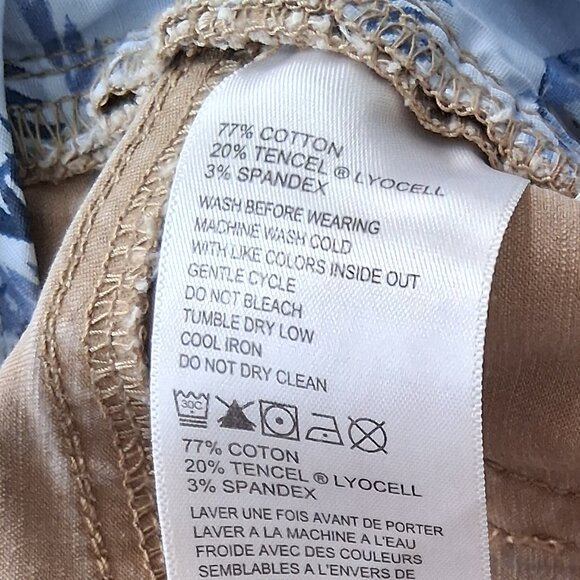 77% COTTON
20% TENCEL ® LYOCELL
3% SPANDEX
WASH BEFORE WEARING
MACHINE WASH COLD
WITH LIKE COLORS INSIDE OUT
GENTLE CYCLE
DO NOT BLEACH
TUMBLE DRY LOW
COOL IRON
DO NOT DRY CLEAN
30C
77% COTON
20% TENCEL ® LYOCELL
3% SPANDEX
LAVER UNE FOIS AVANT DE PORTER
LAVER A LA MACHINE A L'EAU
FROIDE AVEC DES COULEURS
SEMBLABLES A L'ENVERS DE